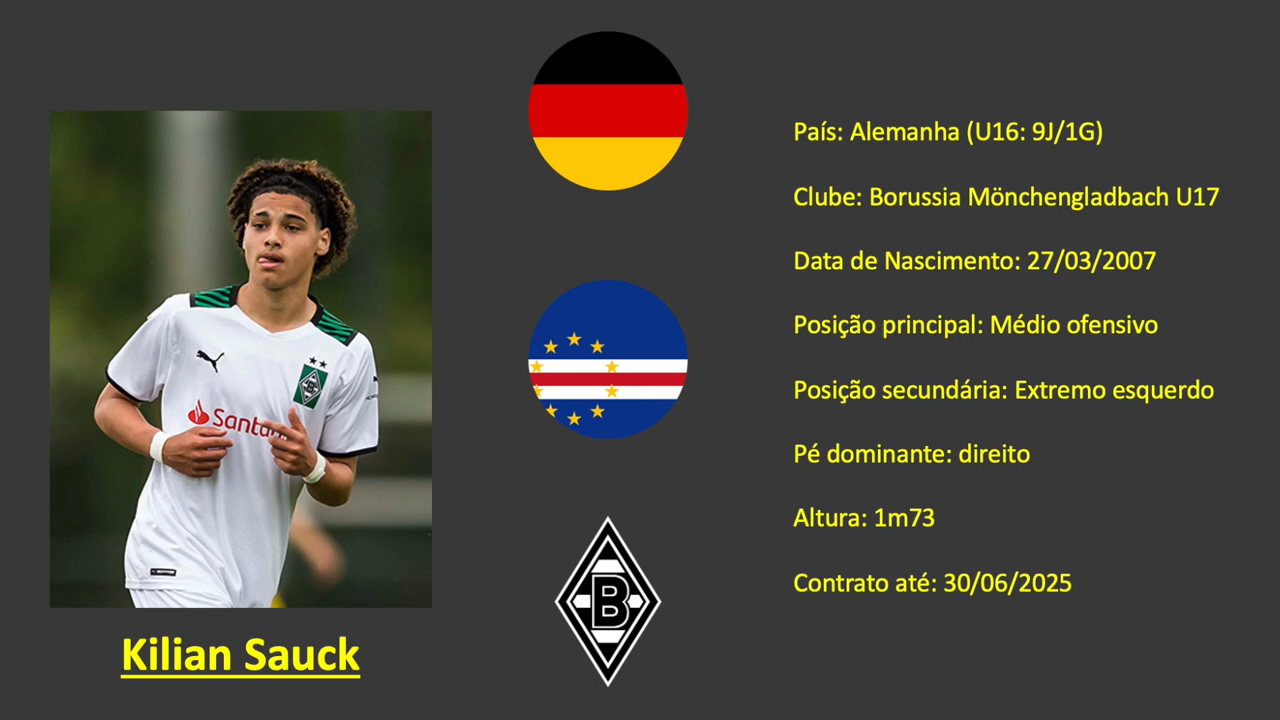 País: Alemanha (U16: 9J/1G)
Clube: Borussia Mönchengladbach U17
Data de Nascimento: 27/03/2007
Posição principal: Médio ofensivo
Posição secundária: Extremo esquerdo
Pé dominante: direito
Altura: 1m73
Contrato até: 30/06/2025
Santan
B
Kilian Sauck